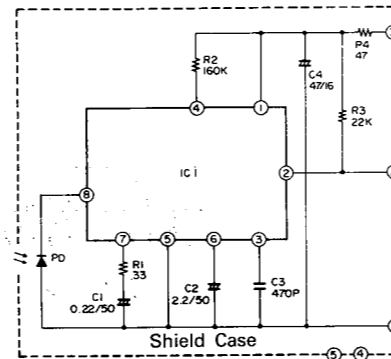 R2
160K
P4
47
C4
47/16
R3
22K
4
1
IC i
2
8
7
5
6
3
PD
R1
.33
C1
0.22/50
C2
2.2/50
C3
470P
Shield Case
5
4